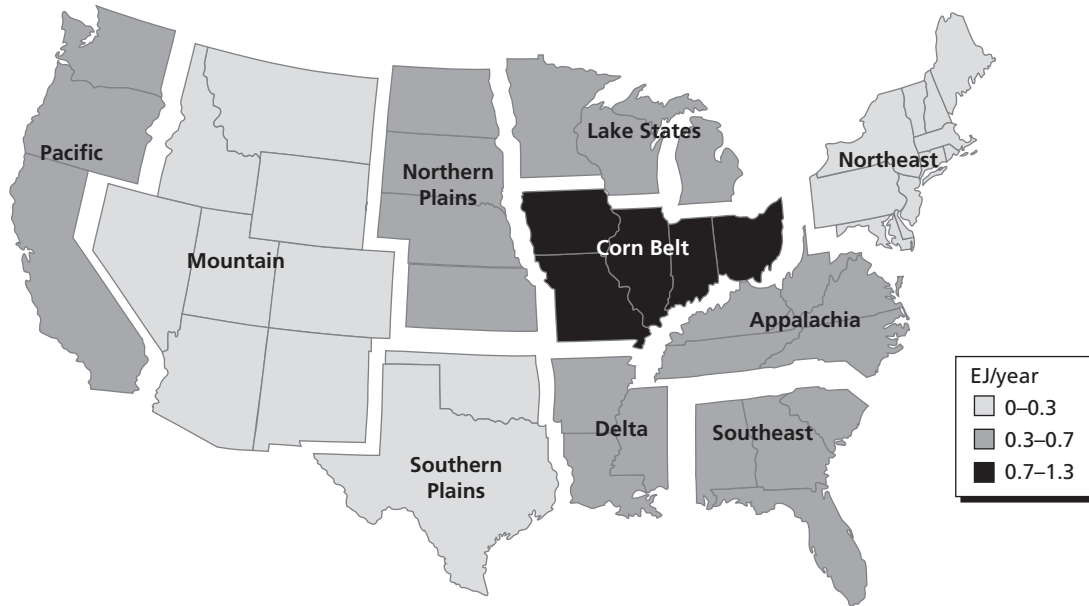 Pacific
Northern
Plains
Lake States
Northeast
Mountain
Corn Belt
Appalachia
Delta
Southeast
Southern
Plains
EJ/year
0–0.3
0.3–0.7
0.7–1.3